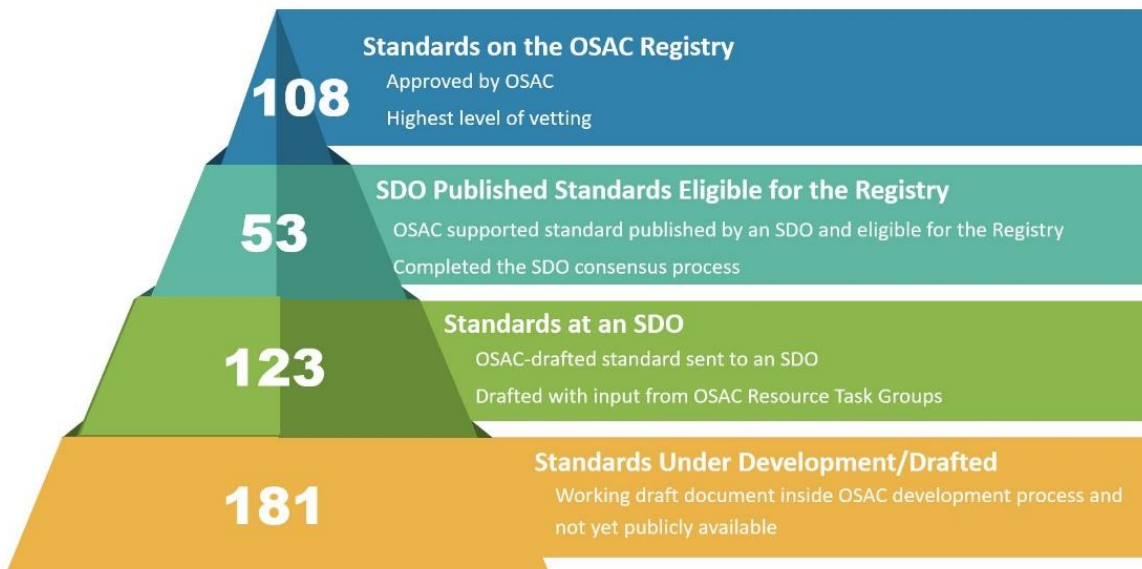 Standards on the OSAC Registry
108
Approved by OSAC
Highest level of vetting
SDO Published Standards Eligible for the Registry
53
OSAC supported standard published by an SDO and eligible for the Registry
Completed the SDO consensus process
Standards at an SDO
123
OSAC-drafted standard sent to an SDO
Drafted with input from OSAC Resource Task Groups
Standards Under Development/Drafted
181
Working draft document inside OSAC development process and
not yet publicly available